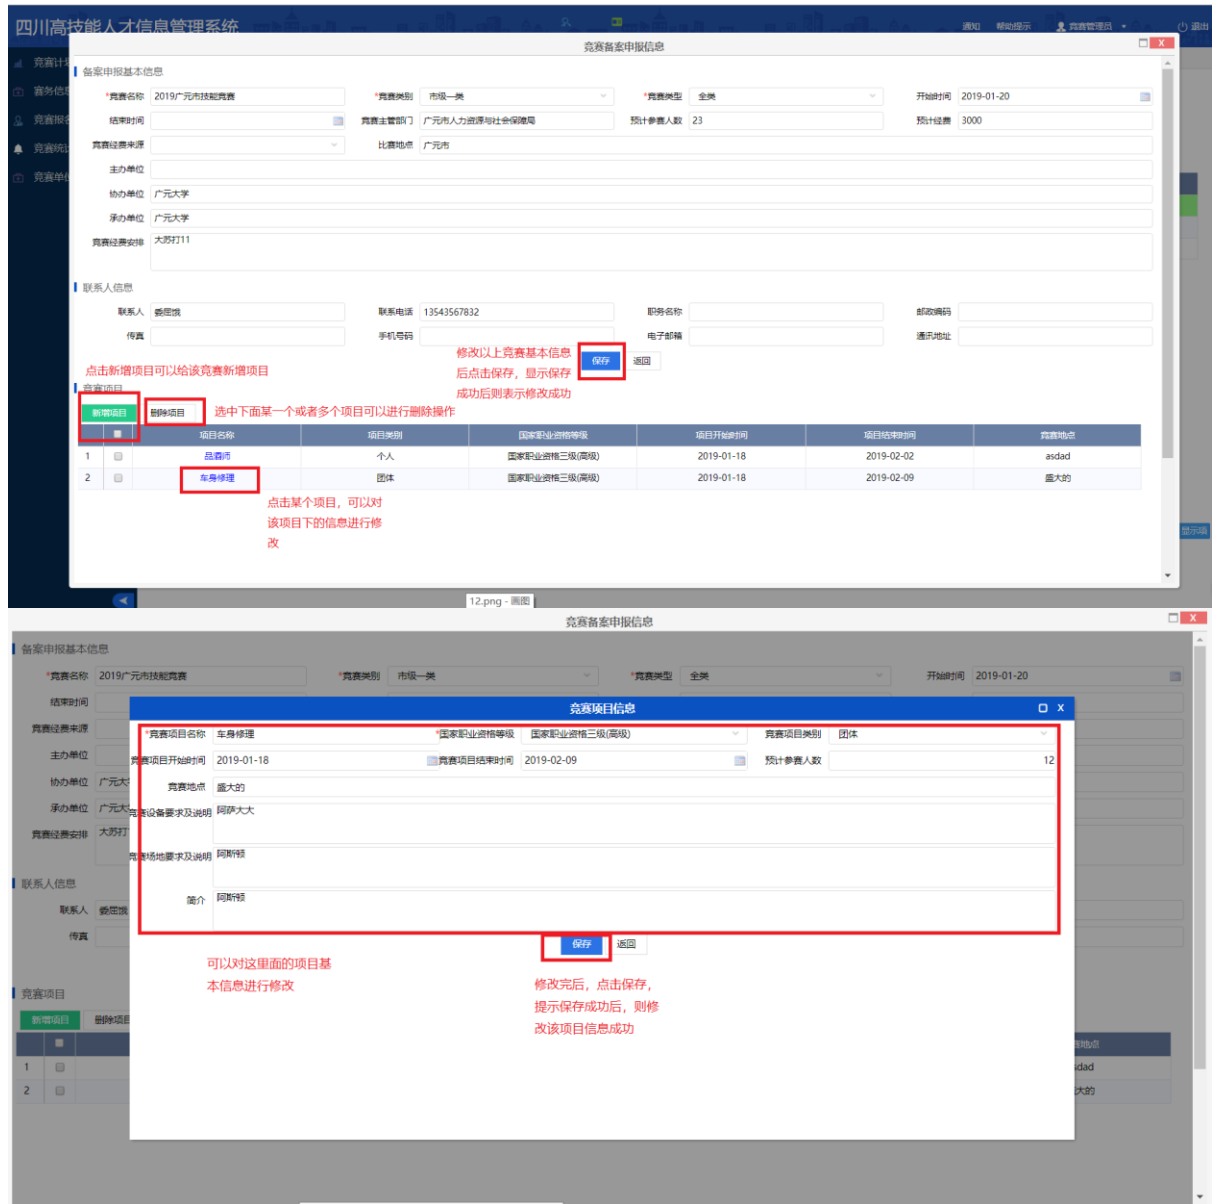 四川高技能人才信息管理系统
通知 帮助提示 竞赛管理员 退出
竞赛备案申报信息 X
竞赛计
赛务信息
竞赛报名
竞赛统计
竞赛单位
备案申报基本信息
*竞赛名称 2019广元市技能竞赛 *竞赛类别 市级一类 *竞赛类型 全类 开始时间 2019-01-20
结束时间 竞赛主管部门 广元市人力资源与社会保障局 预计参赛人数 23 预计经费 3000
竞赛经费来源 比赛地点 广元市
主办单位
协办单位 广元大学
承办单位 广元大学
竞赛经费安排 大苏打11
联系人信息
联系人 委屈饿 联系电话 13543567832 职务名称 邮政编码
传真 手机号码 电子邮箱 通讯地址
修改以上竞赛基本信息
后点击保存，显示保存
成功后则表示修改成功
保存 返回
点击新增项目可以给该竞赛新增项目
竞赛项目
新增项目 删除项目 选中下面某一个或者多个项目可以进行删除操作
项目名称 项目类别 国家职业资格等级 项目开始时间 项目结束时间 竞赛地点
1 品酒师 个人 国家职业资格三级(高级) 2019-01-18 2019-02-02 asdad
2 车身修理 团体 国家职业资格三级(高级) 2019-01-18 2019-02-09 盛大的
点击某个项目，可以对
该项目下的信息进行修
改
显示项
12.png - 画图
竞赛备案申报信息 X
备案申报基本信息
*竞赛名称 2019广元市技能竞赛 *竞赛类别 市级一类 *竞赛类型 全类 开始时间 2019-01-20
结束时间
竞赛经费来源
主办单位
协办单位 广元大
承办单位 广元大
竞赛经费安排 大苏打
联系人信息
联系人 委屈饿
传真
竞赛项目
新增项目 删除项目
竞赛项目信息 X
*竞赛项目名称 车身修理 *国家职业资格等级 国家职业资格三级(高级) 竞赛项目类别 团体
竞赛项目开始时间 2019-01-18 竞赛项目结束时间 2019-02-09 预计参赛人数 12
竞赛地点 盛大的
竞赛设备要求及说明 阿萨大大
竞赛场地要求及说明 阿斯顿
简介 阿斯顿
保存 返回
可以对这里面的项目基
本信息进行修改
修改完后，点击保存，
提示保存成功后，则修
改该项目信息成功
赛地点
1 sdad
2 大的